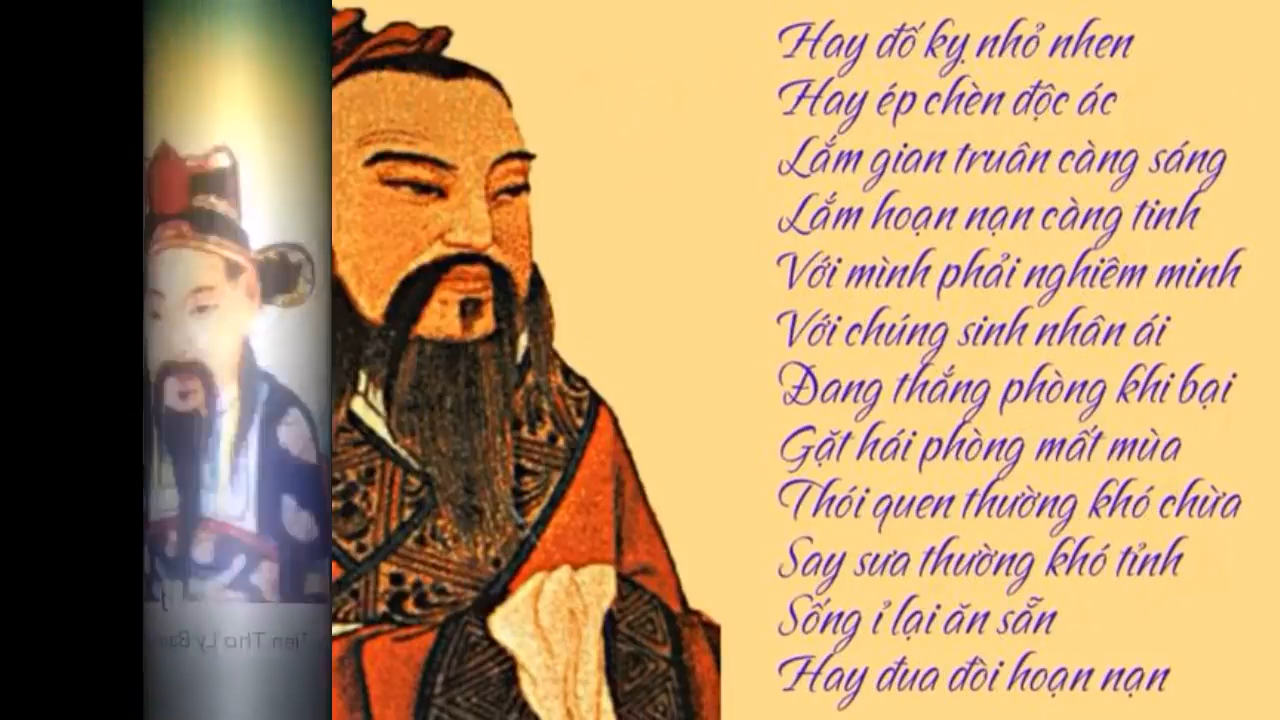 Hay đố kỵ nhỏ nhen
Hay ép chèn độc ác
Lắm gian truân càng sáng
Lắm hoạn nạn càng tinh
Với mình phải nghiêm minh
Với chúng sinh nhân ái
Đang thắng phòng khi bại
Gặt hái phòng mất mùa
Thói quen thường khó chừa
Say sưa thường khó tỉnh
Sống ỉ lại ăn sẵn
Hay đua đòi hoạn nạn
Tien Tho Ly